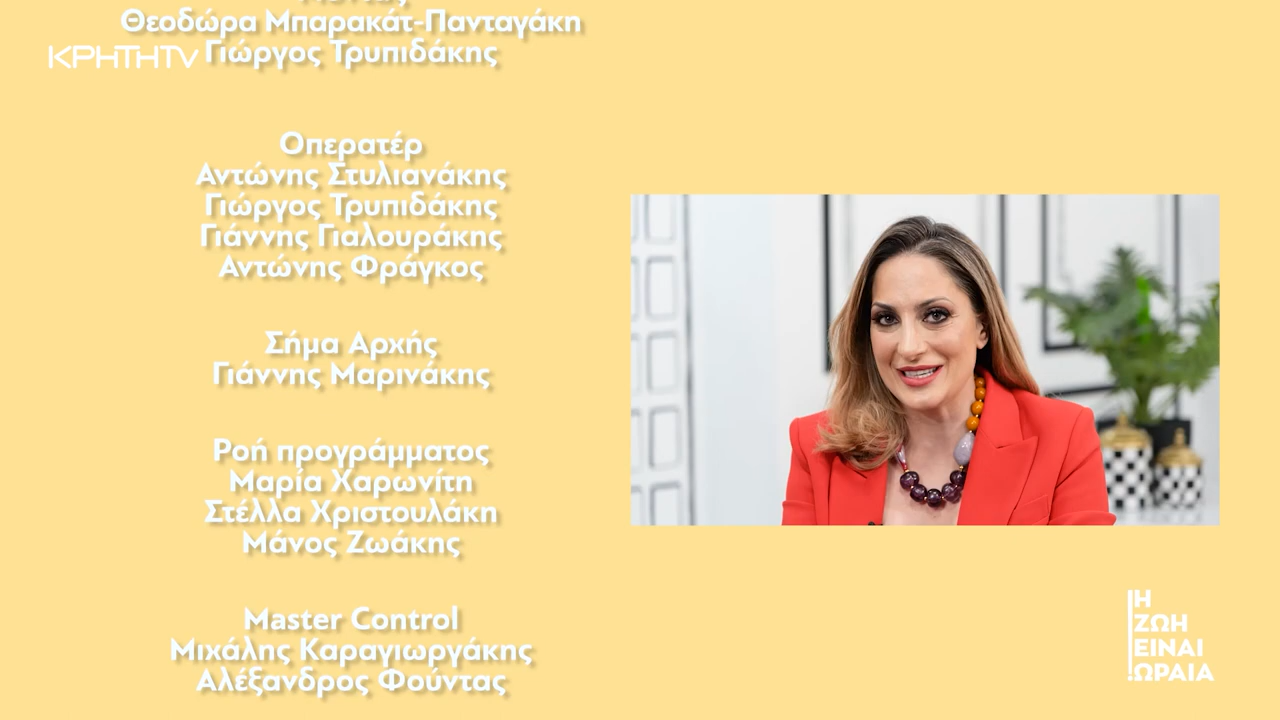 Θεοδώρα Μπαρακάτ-Πανταγάκη
ΚΡΗΤΗTV
Γιώργος Τρυπιδάκης
Οπερατέρ
Αντώνης Στυλιανάκης
Γιώργος Τρυπιδάκης
Γιάννης Γιαλουράκης
Αντώνης Φράγκος
Σήμα Αρχής
Γιάννης Μαρινάκης
Ροή προγράμματος
Μαρία Χαρωνίτη
Στέλλα Χριστουλάκη
Μάνος Ζωάκης
Master Control
Μιχάλης Καραγιωργάκης
Αλέξανδρος Φούντας
Η
ΖΩΗ
ΕΙΝΑΙ
ΩΡΑΙΑ